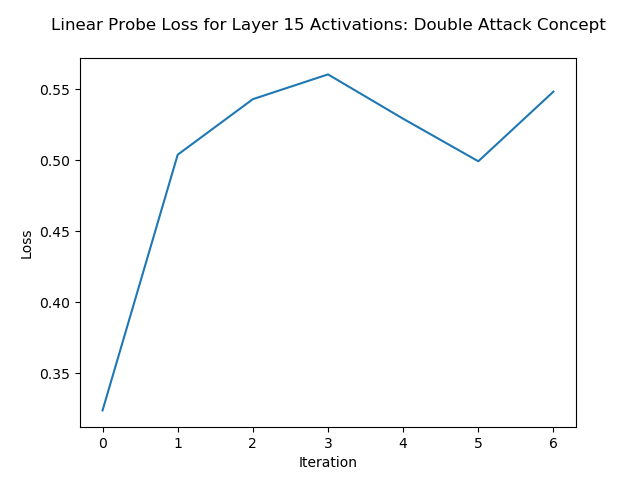 Linear Probe Loss for Layer 15 Activations: Double Attack Concept
0.55
0.50
0.45
0.40
0.35
Loss
0 1 2 3 4 5 6
Iteration